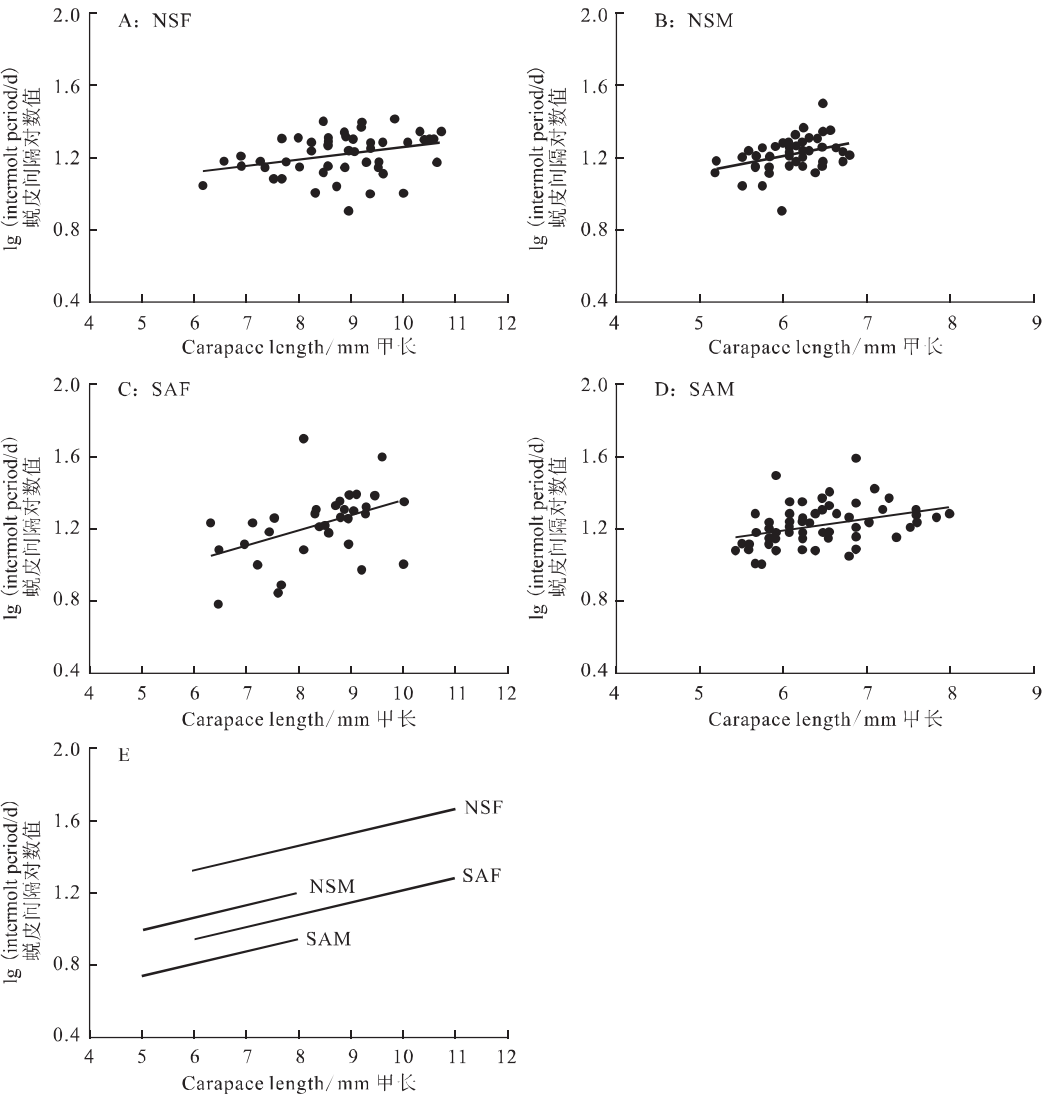 A: NSF
2.0
1.6
1.2
0.8
0.4
lg (intermolt period/d)
蜕皮间隔对数值
4 5 6 7 8 9 10 11 12
Carapace length/mm 甲长
B: NSM
2.0
1.6
1.2
0.8
0.4
lg (intermolt period/d)
蜕皮间隔对数值
4 5 6 7 8 9
Carapace length/mm 甲长
C: SAF
2.0
1.6
1.2
0.8
0.4
lg (intermolt period/d)
蜕皮间隔对数值
4 5 6 7 8 9 10 11 12
Carapace length/mm 甲长
D: SAM
2.0
1.6
1.2
0.8
0.4
lg (intermolt period/d)
蜕皮间隔对数值
4 5 6 7 8 9
Carapace length/mm 甲长
E
2.0
1.6
1.2
0.8
0.4
lg (intermolt period/d)
蜕皮间隔对数值
NSF
NSM
SAF
SAM
4 5 6 7 8 9 10 11 12
Carapace length/mm 甲长